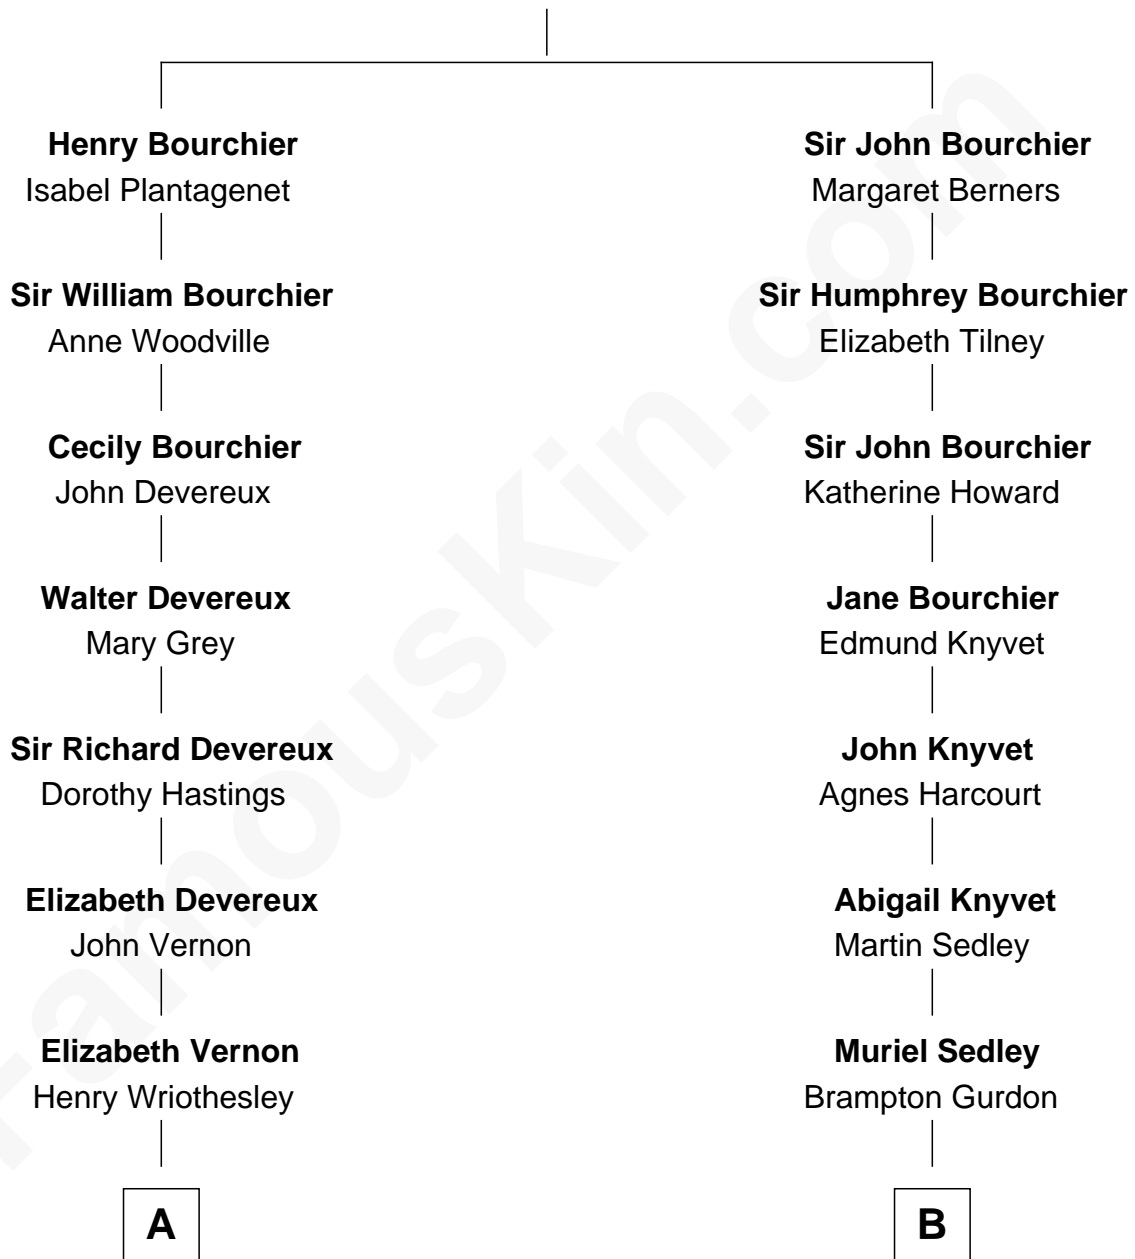 Henry Bourchier
Isabel Plantagenet
Sir William Bourchier
Anne Woodville
Cecily Bourchier
John Devereux
Walter Devereux
Mary Grey
Sir Richard Devereux
Dorothy Hastings
Elizabeth Devereux
John Vernon
Elizabeth Vernon
Henry Wriothesley
A
Sir John Bourchier
Margaret Berners
Sir Humphrey Bourchier
Elizabeth Tilney
Sir John Bourchier
Katherine Howard
Jane Bourchier
Edmund Knyvet
John Knyvet
Agnes Harcourt
Abigail Knyvet
Martin Sedley
Muriel Sedley
Brampton Gurdon
B
FamousKin.com